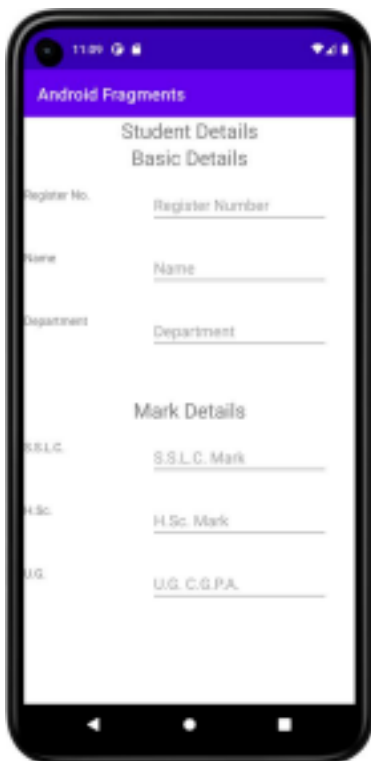 11:09
Android Fragments
Student Details
Basic Details
Register No.
Register Number
Name
Name
Department
Department
Mark Details
S.S.L.C.
S.S.L.C. Mark
H.Sc.
H.Sc. Mark
U.G.
U.G. C.G.P.A.